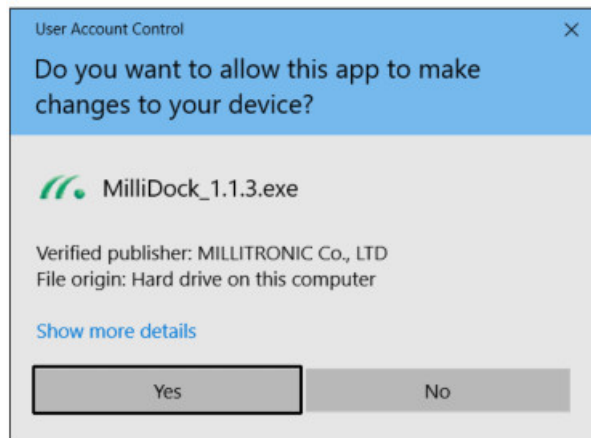 User Account Control
Do you want to allow this app to make
changes to your device?
MilliDock_1.1.3.exe
Verified publisher: MILLITRONIC Co., LTD
File origin: Hard drive on this computer
Show more details
Yes No